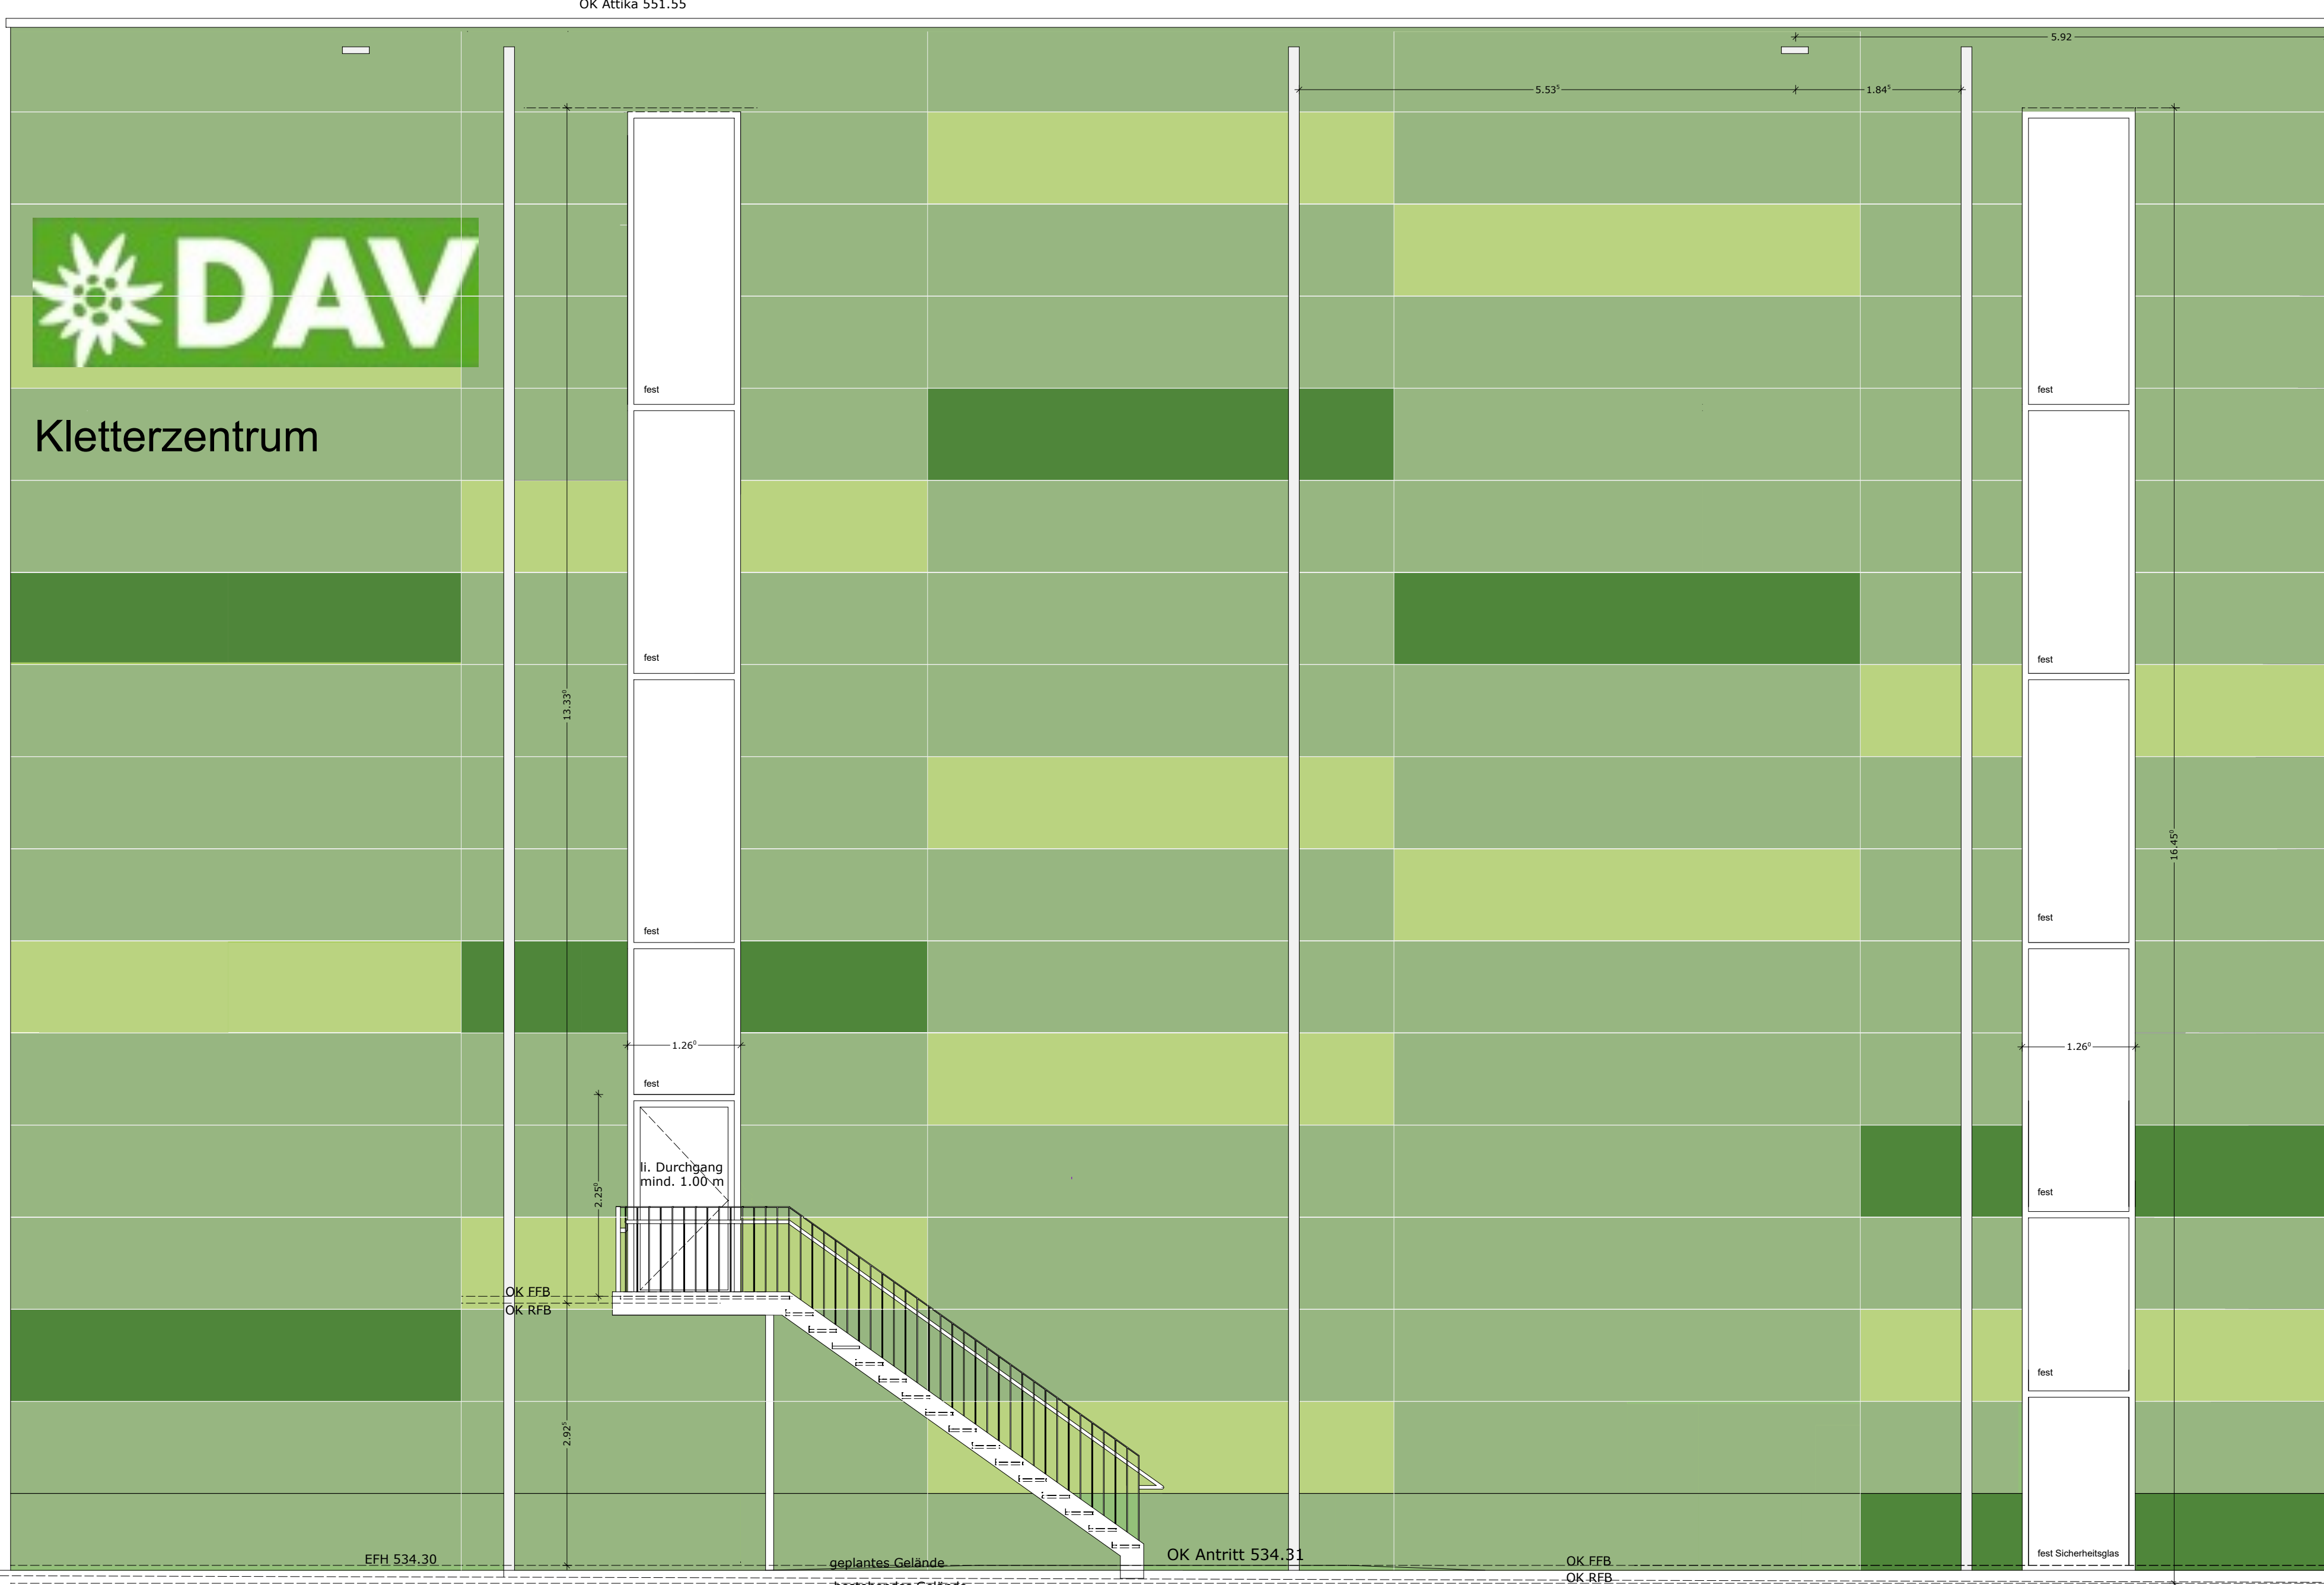 OK Attika 551.55
5.92
5.53⁵
1.84⁵
DAV
Kletterzentrum
fest
fest
fest
fest
fest
fest
13.33⁰
fest
fest
16.45⁰
1.26⁰
1.26⁰
fest
li. Durchgang
mind. 1.00 m
2.25⁰
fest
OK FFB
OK RFB
fest
2.92⁵
EFH 534.30
geplantes Gelände
OK Antritt 534.31
OK FFB
OK RFB
fest Sicherheitsglas